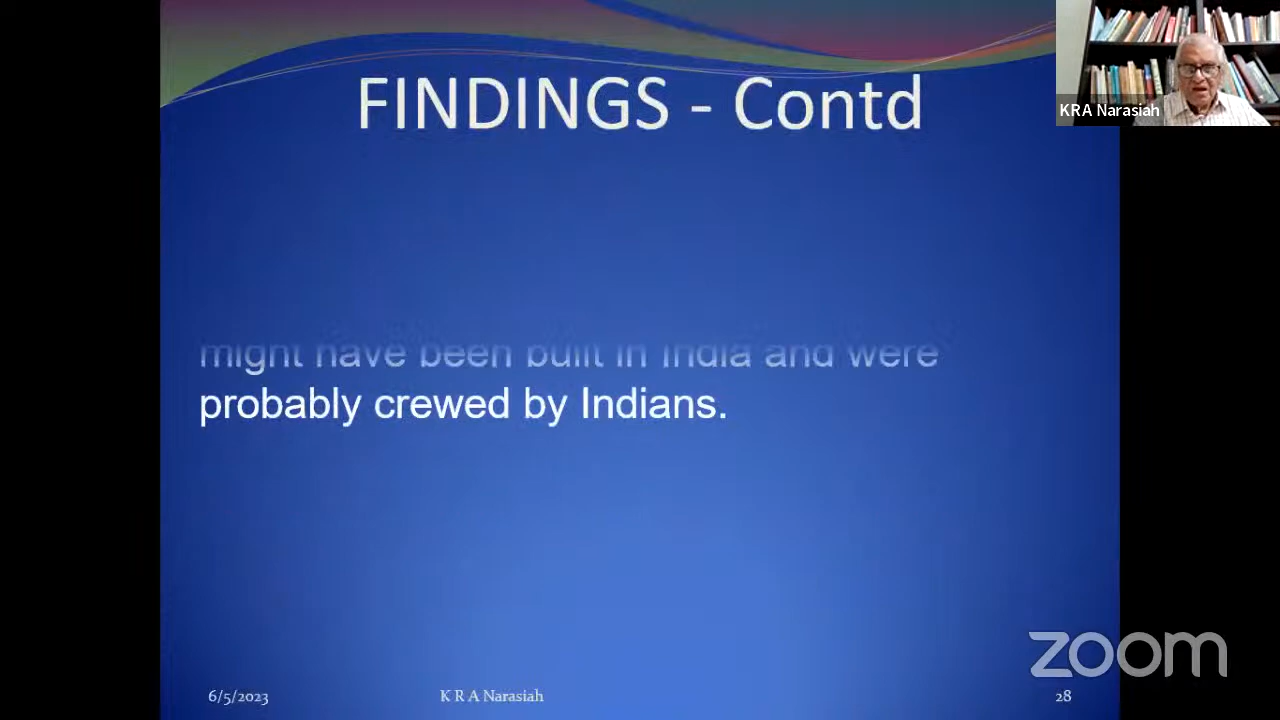 FINDINGS - Contd
KRA Narasiah
might have been built in India and were
probably crewed by Indians.
zoom
6/5/2023
K R A Narasiah
28